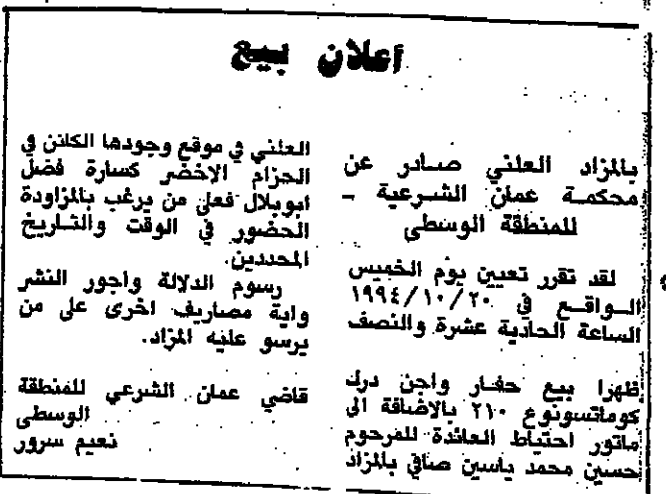 أعلان بيع
بالمزاد العلني صادر عن
محكمة عمان الشرعية -
للمنطقة الوسطى
لقد تقرر تعيين يوم الخميس
الواقع في ٢٠/١٠/١٩٩٤
الساعة الحادية عشرة والنصف
ظهرا بيع حفار واجن درك
كوماتسونوع ٢١٠ بالاضافة الى
ماتور احتياط العائدة للمرحوم
حسين محمد ياسين صافي بالمزاد
العلني في موقع وجودها الكائن في
الحزام الاخضر كسارة فضل
ابوبلال فعلى من يرغب بالمزاودة
الحضور في الوقت والتاريخ
المحددين.
رسوم الدلالة واجور النشر
واية مصاريف اخرى على من
يرسو عليه المزاد.
قاضي عمان الشرعي للمنطقة
الوسطى
نعيم سرور